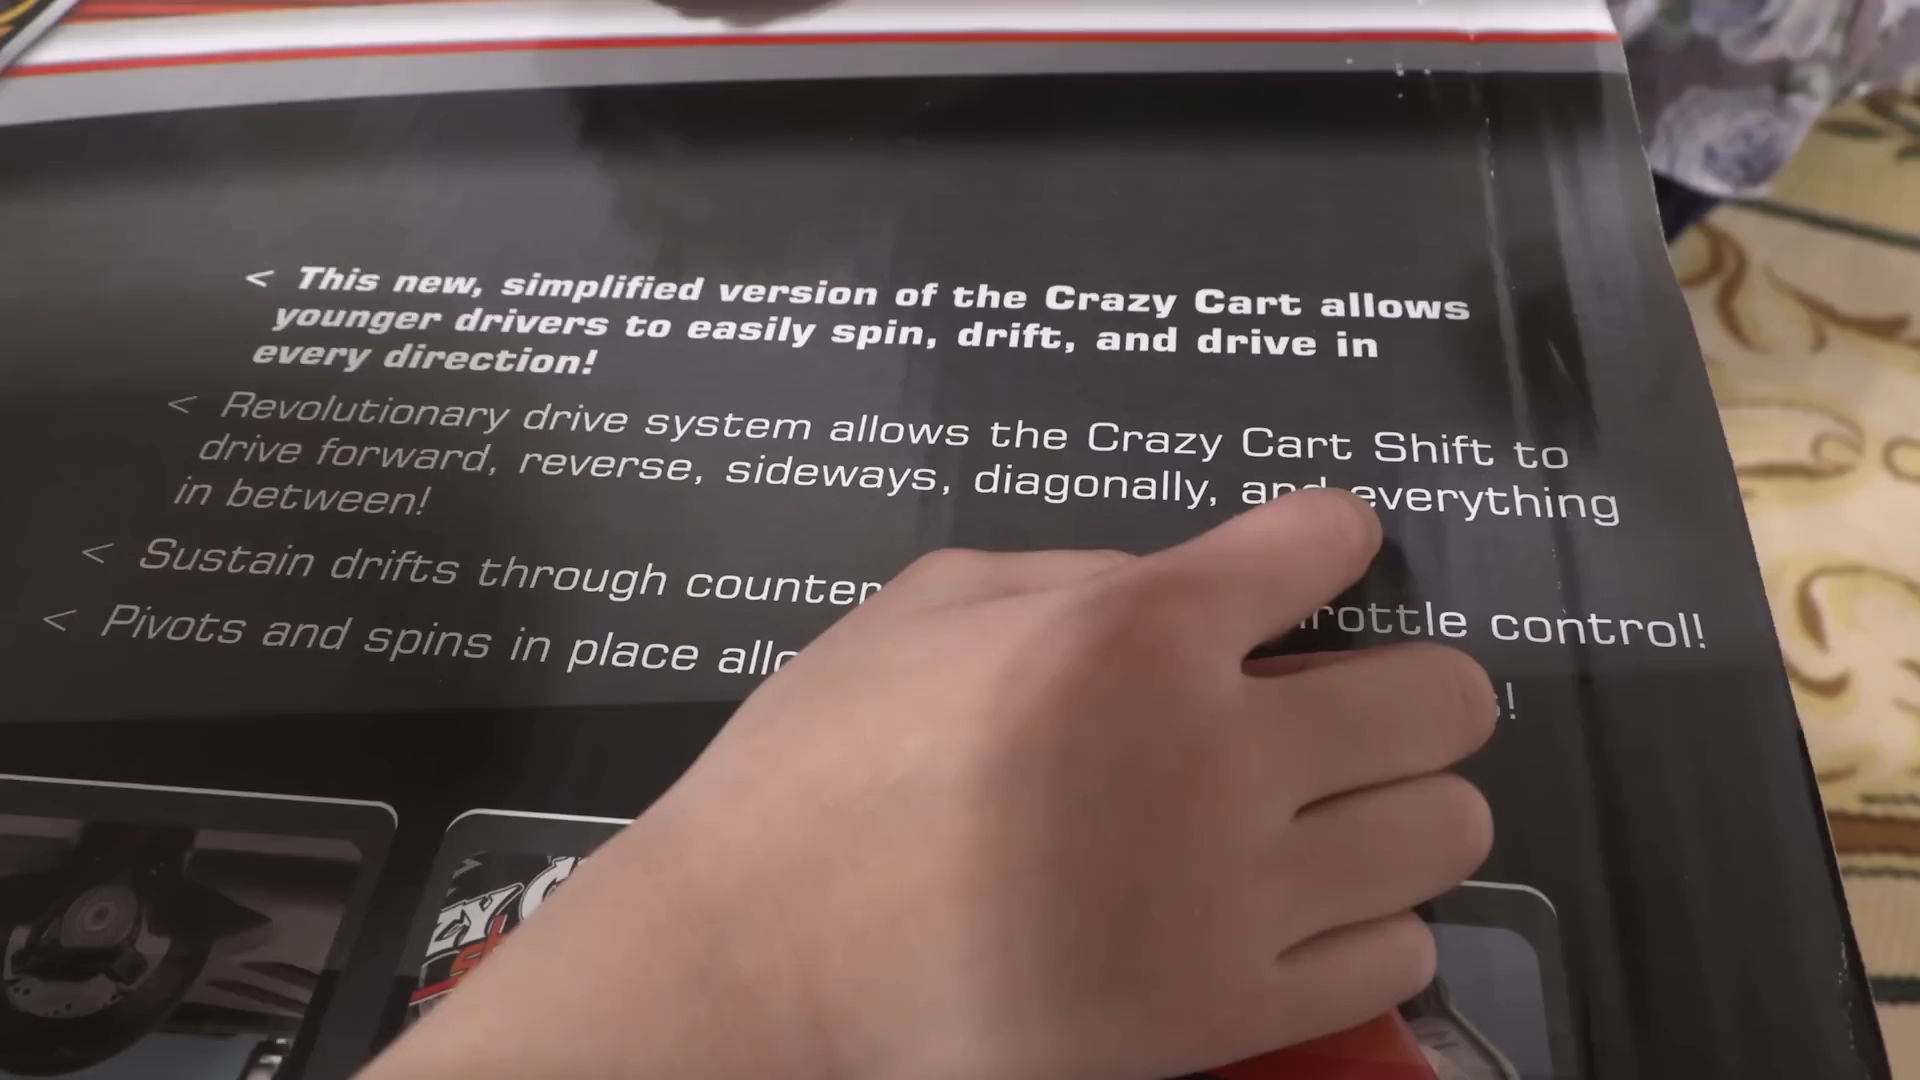 < This new, simplified version of the Crazy Cart allows
younger drivers to easily spin, drift, and drive in
every direction!
< Revolutionary drive system allows the Crazy Cart Shift to
drive forward, reverse, sideways, diagonally, and everything
in between!
< Sustain drifts through counter control!
< Pivots and spins in place